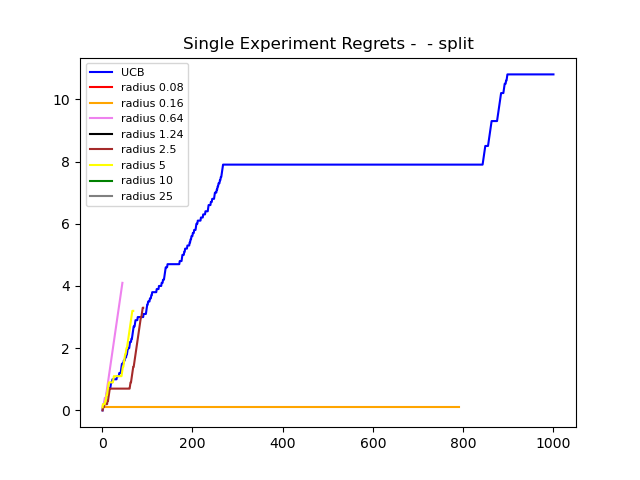 Single Experiment Regrets -  - split
UCB
radius 0.08
radius 0.16
radius 0.64
radius 1.24
radius 2.5
radius 5
radius 10
radius 25
10
8
6
4
2
0
0 200 400 600 800 1000